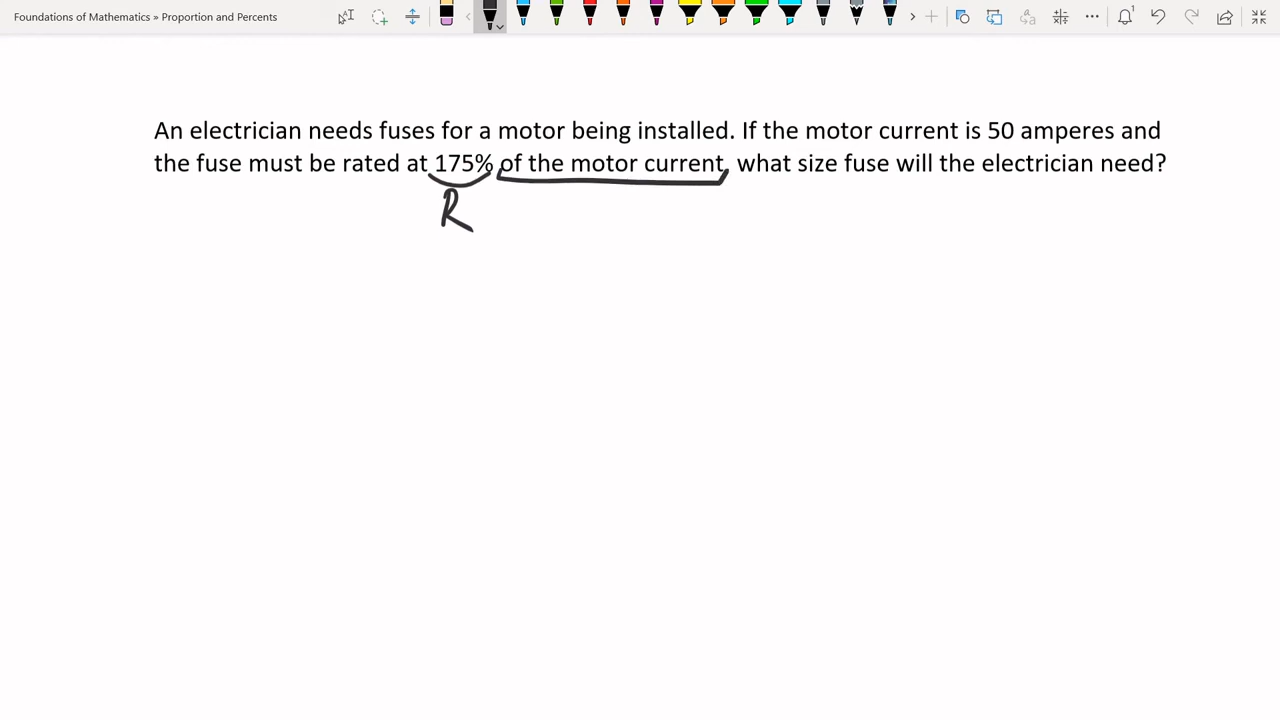 Foundations of Mathematics » Proportion and Percents
An electrician needs fuses for a motor being installed. If the motor current is 50 amperes and
the fuse must be rated at 175% of the motor current, what size fuse will the electrician need?
R